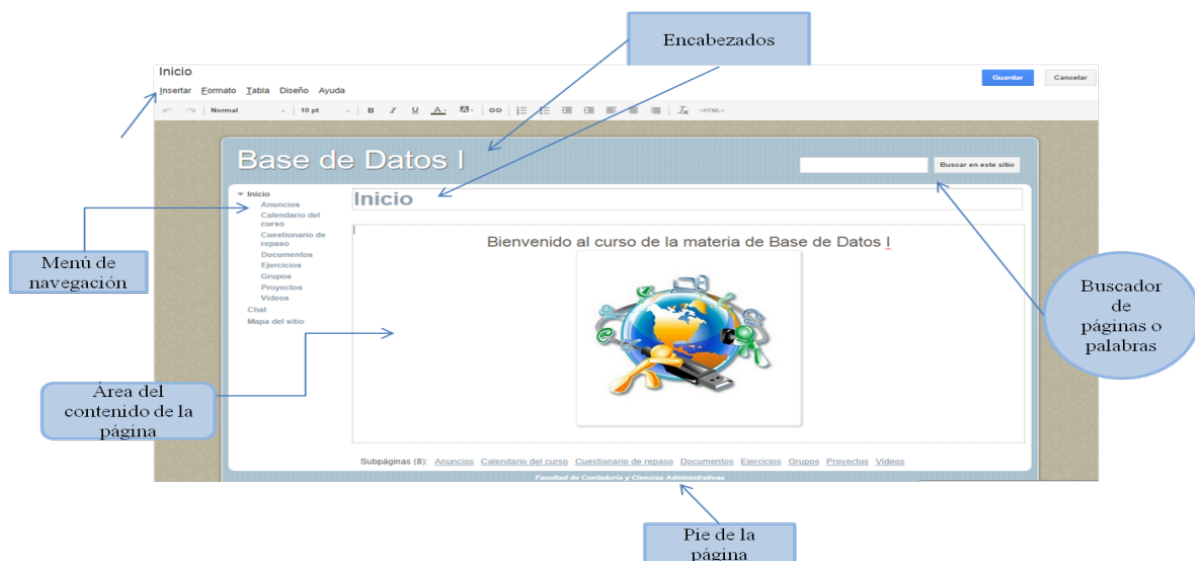 Encabezados
Inicio
Guardar Cancelar
Insertar Formato Tabla Diseño Ayuda
Normal 10 pt B I U A A <HTML>
Base de Datos I
Buscar en este sitio
Inicio
Anuncios
Calendario del
curso
Cuestionario de
repaso
Documentos
Ejercicios
Grupos
Proyectos
Videos
Chat
Mapa del sitio
Inicio
Bienvenido al curso de la materia de Base de Datos I
Menú de
navegación
Área del
contenido de la
página
Buscador
de
páginas o
palabras
Subpáginas (8): Anuncios Calendario del curso Cuestionario de repaso Documentos Ejercicios Grupos Proyectos Videos
Facultad de Contaduría y Ciencias Administrativas
Pie de la
página